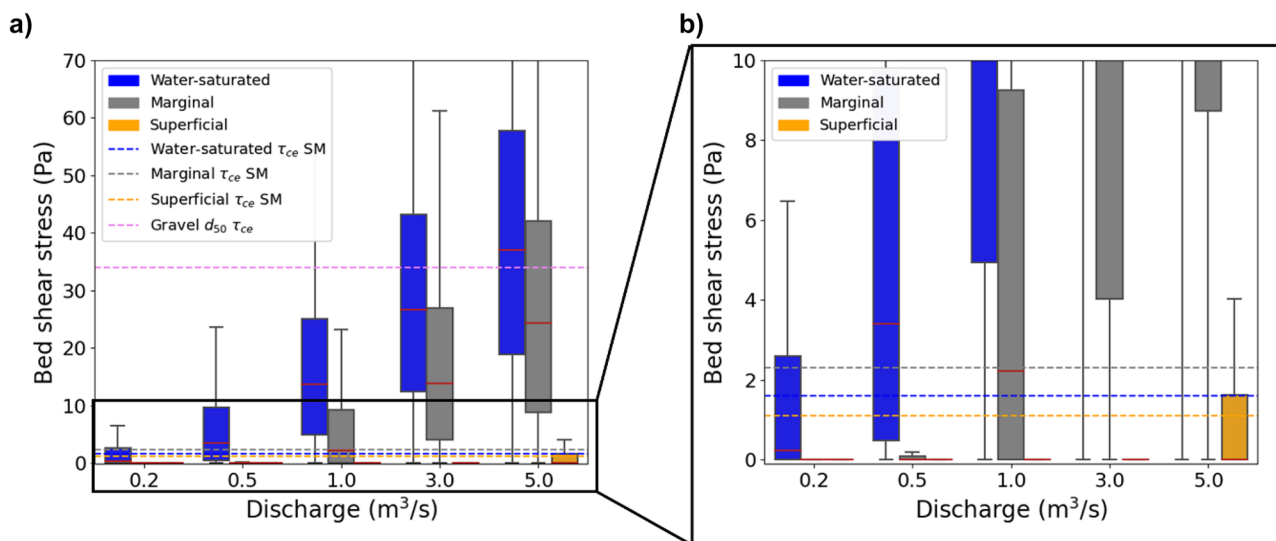 a)
70
60
50
40
30
20
10
0
Bed shear stress (Pa)
Water-saturated
Marginal
Superficial
Water-saturated τce SM
Marginal τce SM
Superficial τce SM
Gravel d50 τce
0.2 0.5 1.0 3.0 5.0
Discharge (m³/s)
b)
10
8
6
4
2
0
Bed shear stress (Pa)
Water-saturated
Marginal
Superficial
0.2 0.5 1.0 3.0 5.0
Discharge (m³/s)